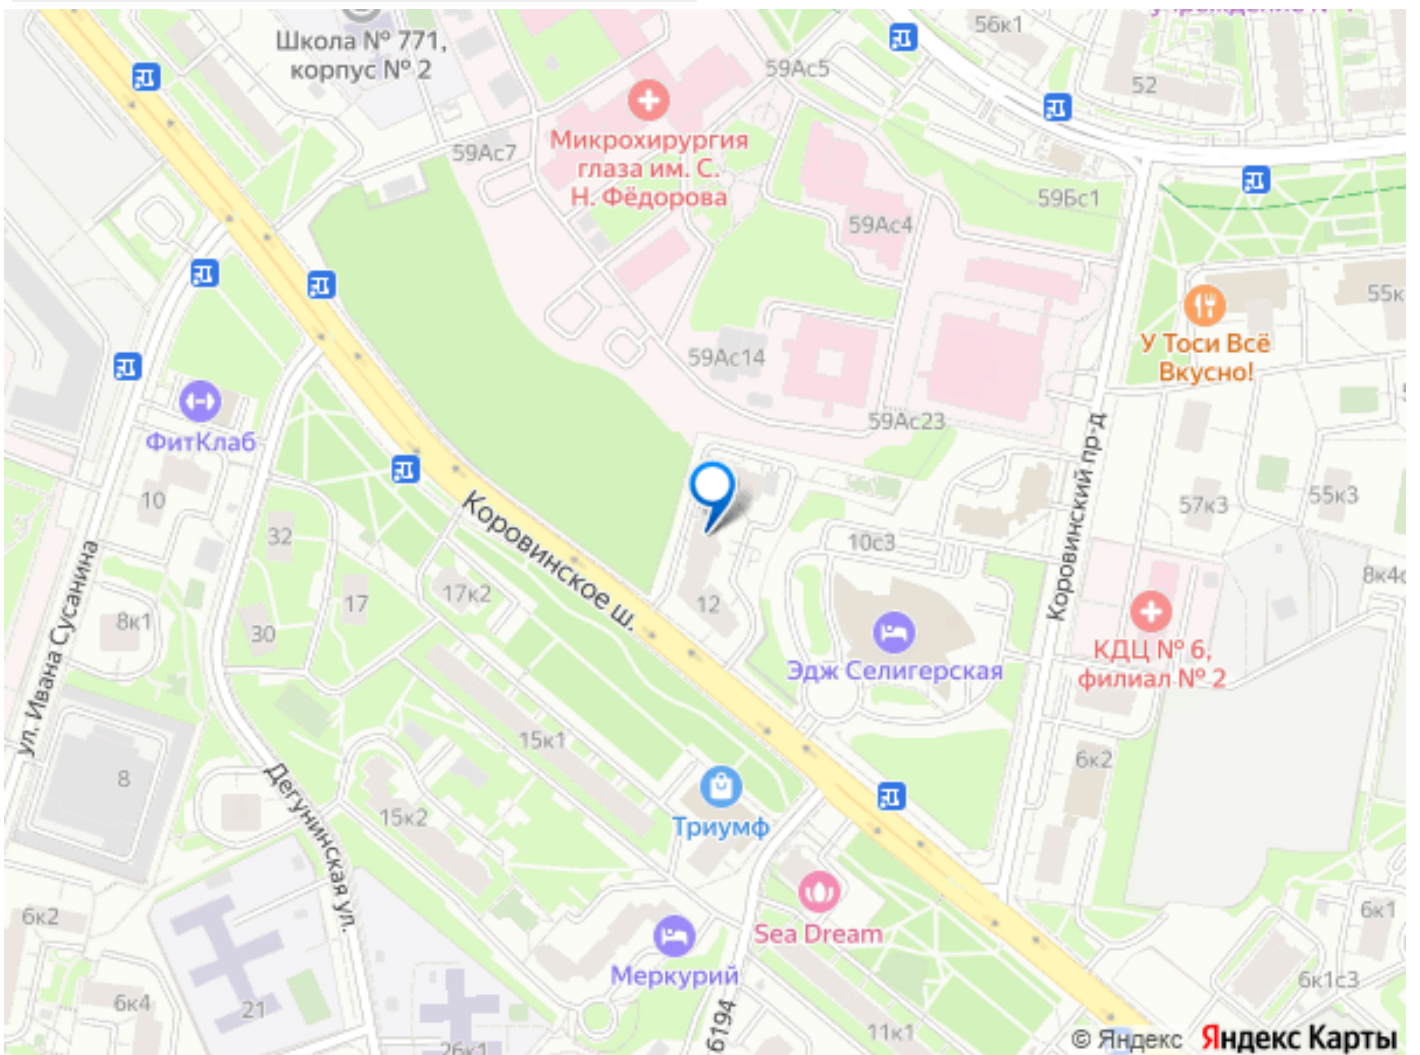 Школа № 771,
корпус № 2
56к1
59Ас5
52
Микрохирургия
глаза им. С.
Н. Фёдорова
59Ас7
59Бс1
59Ас4
55к
У Тоси Всё
Вкусно!
59Ас14
59Ас23
ФитКлаб
10
Коровинский пр-д
57к3
55к3
Коровинское ш.
32
10с3
ул. Ивана Сусанина
8к1
17
17к2
12
30
8к4с
КДЦ № 6,
филиал № 2
Эдж Селигерская
15к1
8
6к2
Дегунинская ул.
15к2
Триумф
6к2
Sea Dream
6к1
Меркурий
6к4
21
6к1с3
6194
11к1
26к1
© Яндекс Яндекс Карты